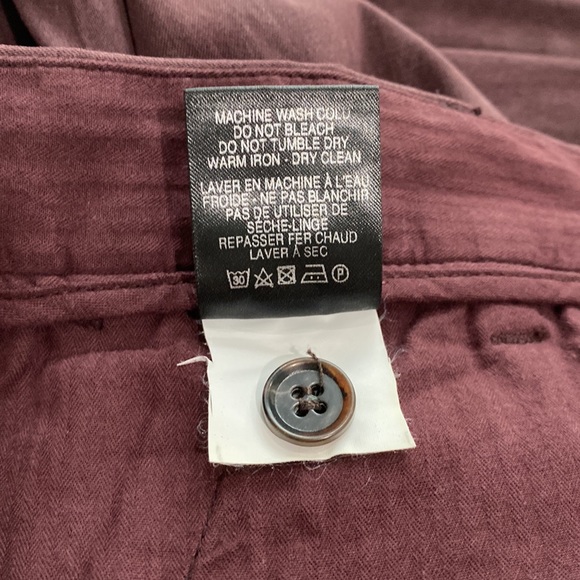 MACHINE WASH COLD
DO NOT BLEACH
DO NOT TUMBLE DRY
WARM IRON - DRY CLEAN
LAVER EN MACHINE À L'EAU
FROIDE - NE PAS BLANCHIR
PAS DE UTILISER DE
SÈCHE-LINGE
REPASSER FER CHAUD
LAVER À SEC
30 P